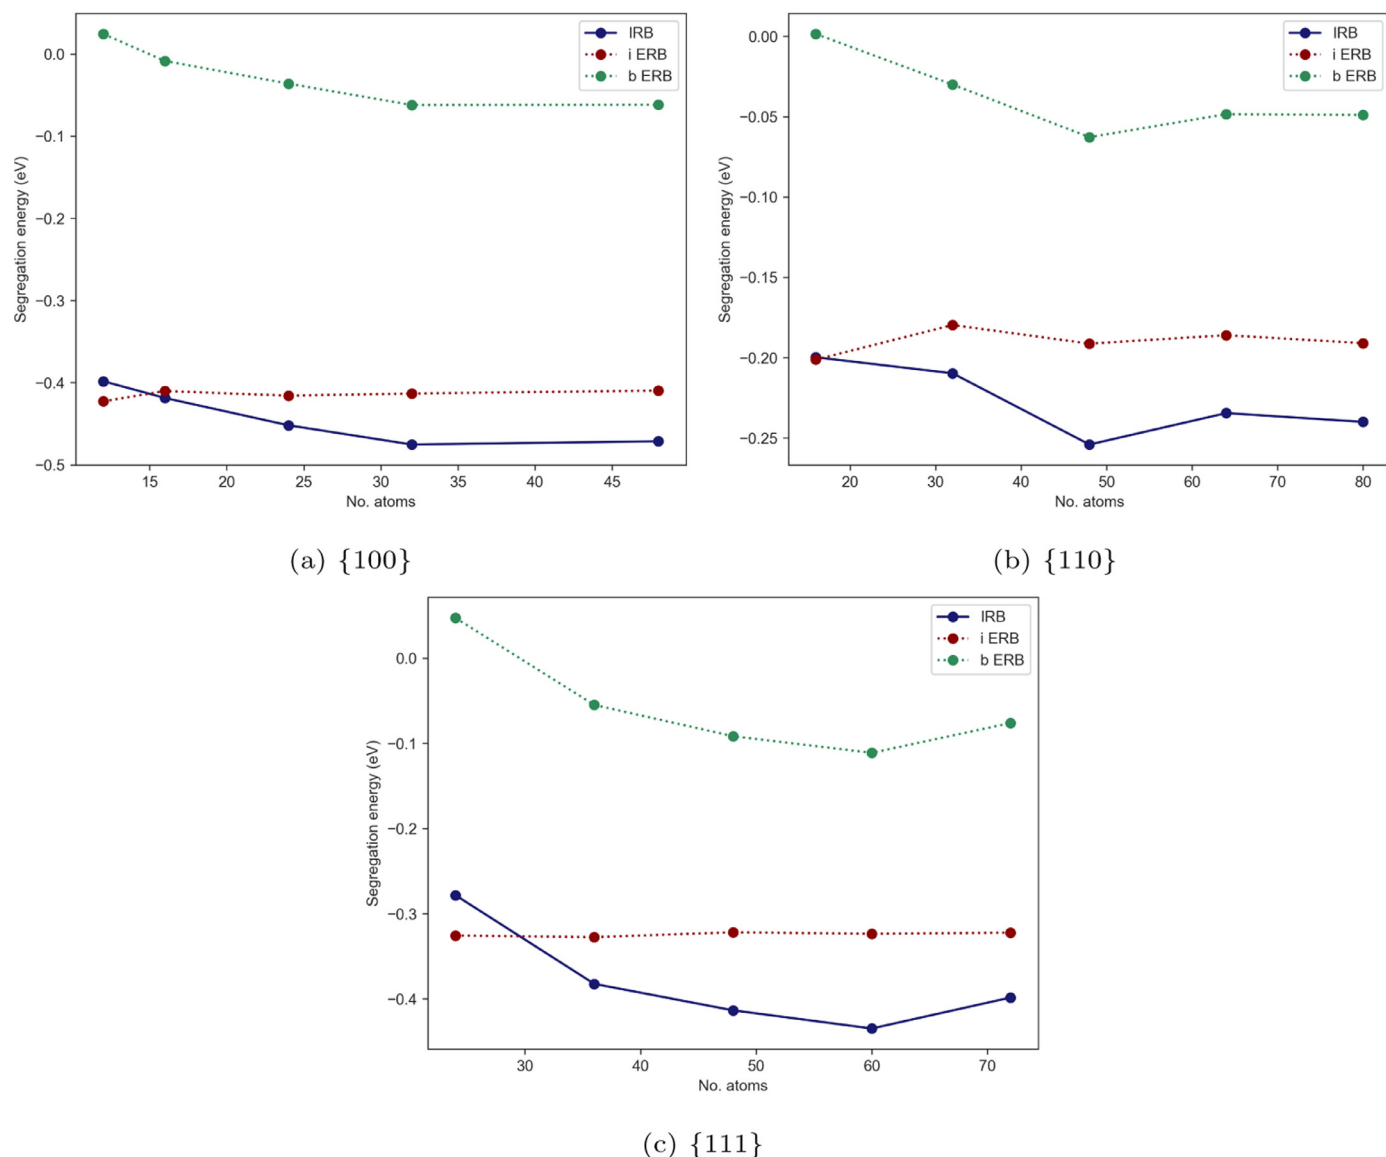 IRB
i ERB
b ERB
0.0
−0.1
−0.2
−0.3
−0.4
−0.5
Segregation energy (eV)
15 20 25 30 35 40 45
No. atoms
(a) {100}
IRB
i ERB
b ERB
0.00
−0.05
−0.10
−0.15
−0.20
−0.25
Segregation energy (eV)
20 30 40 50 60 70 80
No. atoms
(b) {110}
IRB
i ERB
b ERB
0.0
−0.1
−0.2
−0.3
−0.4
Segregation energy (eV)
30 40 50 60 70
No. atoms
(c) {111}